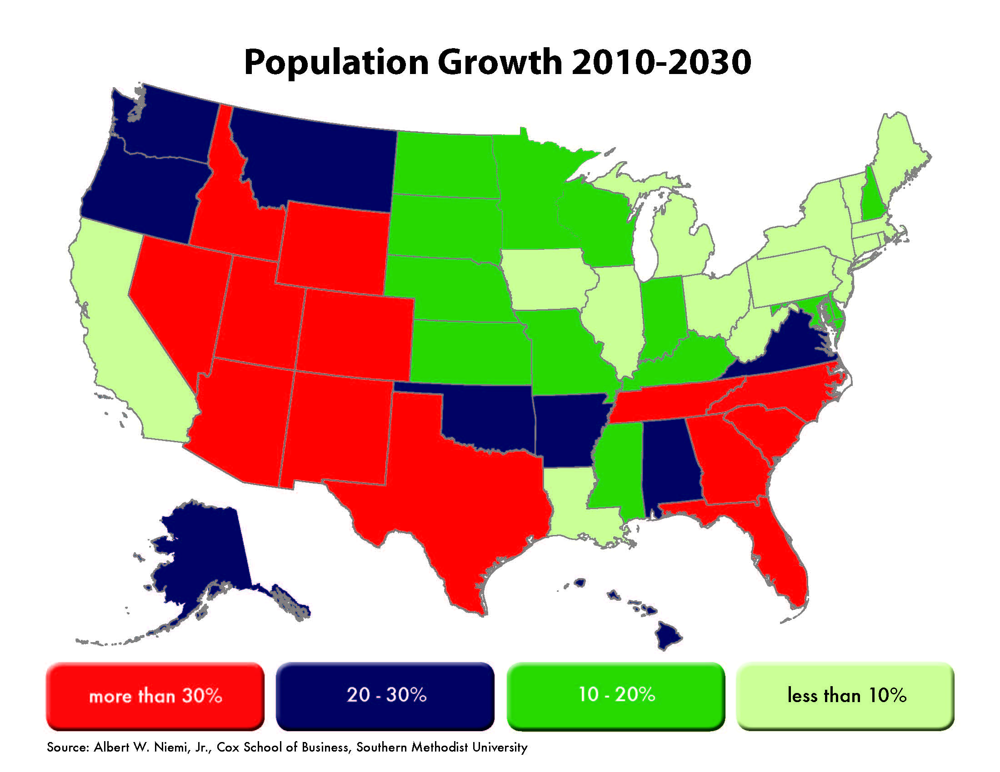 Population Growth 2010-2030
more than 30%
20 - 30%
10 - 20%
less than 10%
Source: Albert W. Niemi, Jr., Cox School of Business, Southern Methodist University